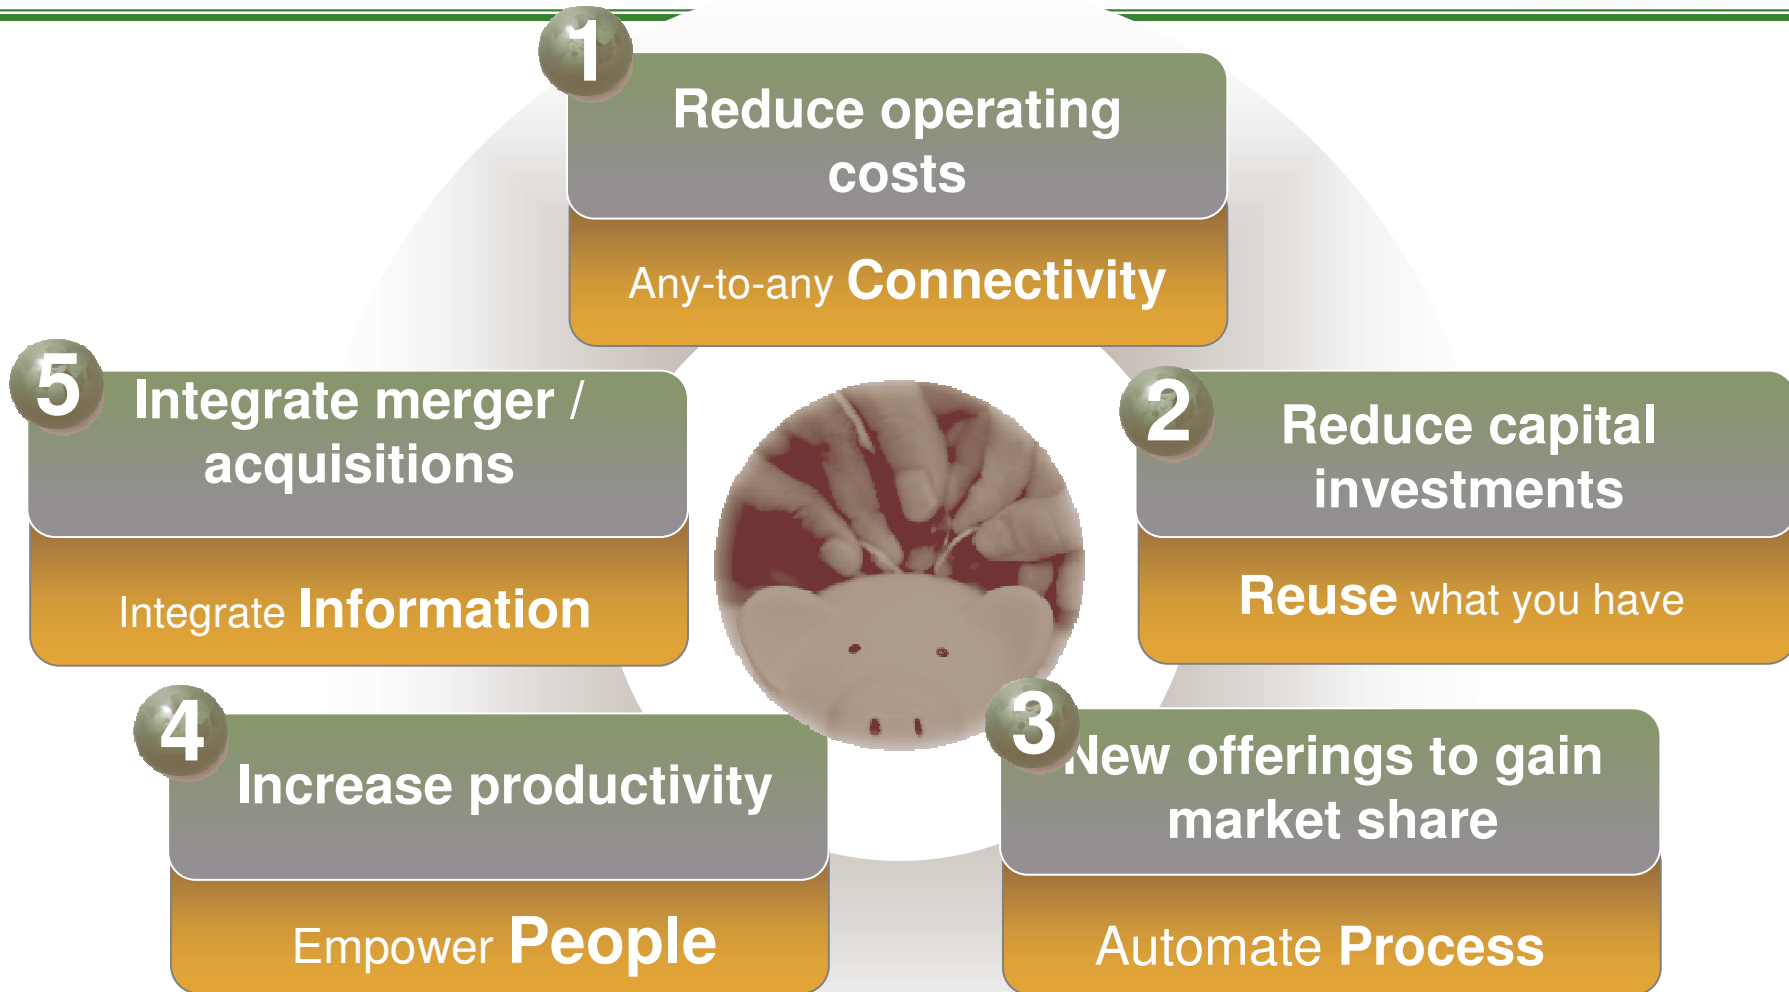 1
Reduce operating
costs
Any-to-any Connectivity
2
Reduce capital
investments
Reuse what you have
3
New offerings to gain
market share
Automate Process
4
Increase productivity
Empower People
5
Integrate merger /
acquisitions
Integrate Information